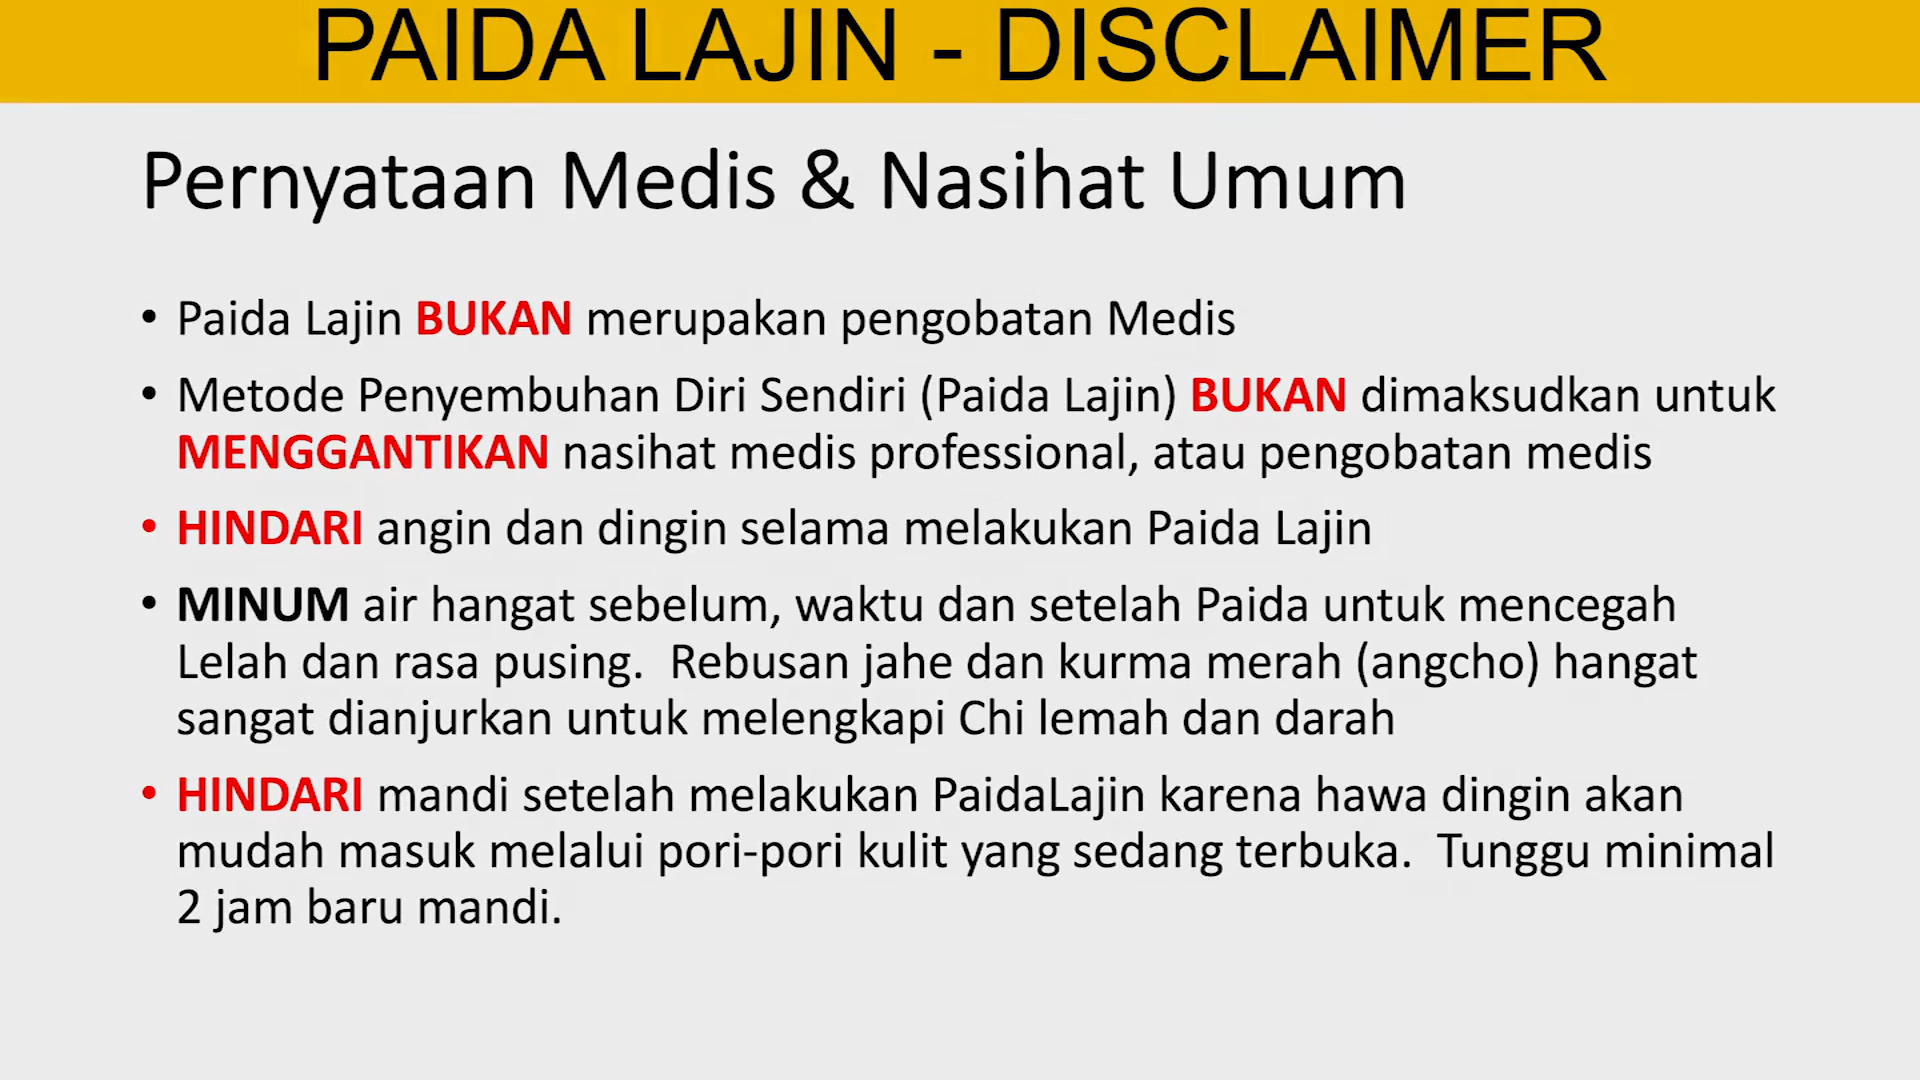 PAIDA LAJIN - DISCLAIMER
Pernyataan Medis & Nasihat Umum
• Paida Lajin BUKAN merupakan pengobatan Medis
• Metode Penyembuhan Diri Sendiri (Paida Lajin) BUKAN dimaksudkan untuk
MENGGANTIKAN nasihat medis professional, atau pengobatan medis
• HINDARI angin dan dingin selama melakukan Paida Lajin
• MINUM air hangat sebelum, waktu dan setelah Paida untuk mencegah
Lelah dan rasa pusing.  Rebusan jahe dan kurma merah (angcho) hangat
sangat dianjurkan untuk melengkapi Chi lemah dan darah
• HINDARI mandi setelah melakukan PaidaLajin karena hawa dingin akan
mudah masuk melalui pori-pori kulit yang sedang terbuka.  Tunggu minimal
2 jam baru mandi.